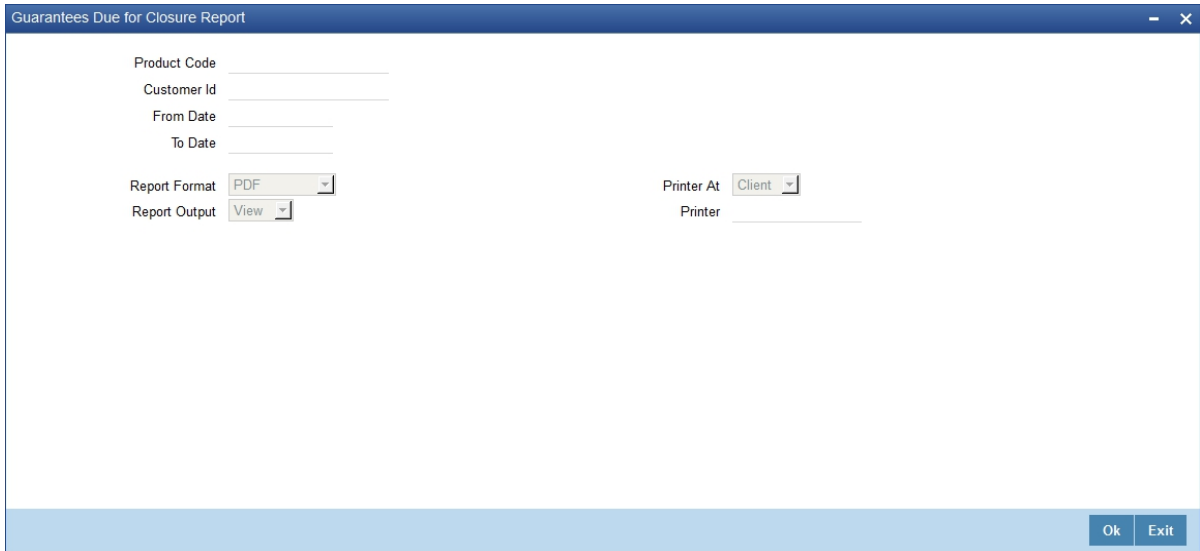 Guarantees Due for Closure Report
Product Code
Customer Id
From Date
To Date
Report Format PDF Printer At Client
Report Output View Printer
Ok Exit